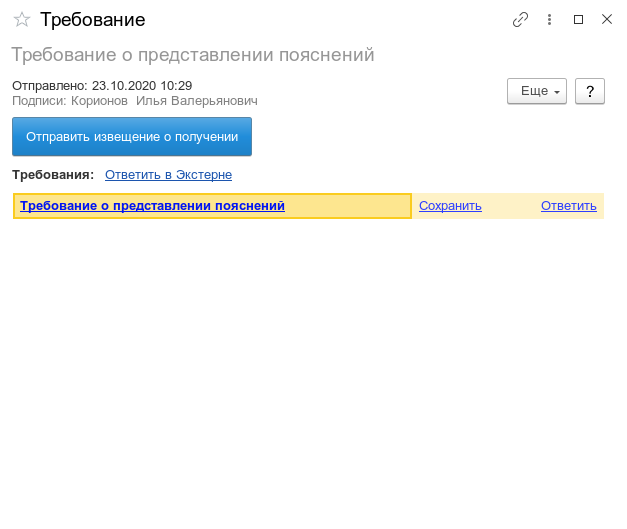 Требование
Требование о представлении пояснений
Отправлено: 23.10.2020 10:29
Подписи: Корионов  Илья Валерьянович
Еще
?
Отправить извещение о получении
Требования: Ответить в Экстерне
Требование о представлении пояснений Сохранить Ответить